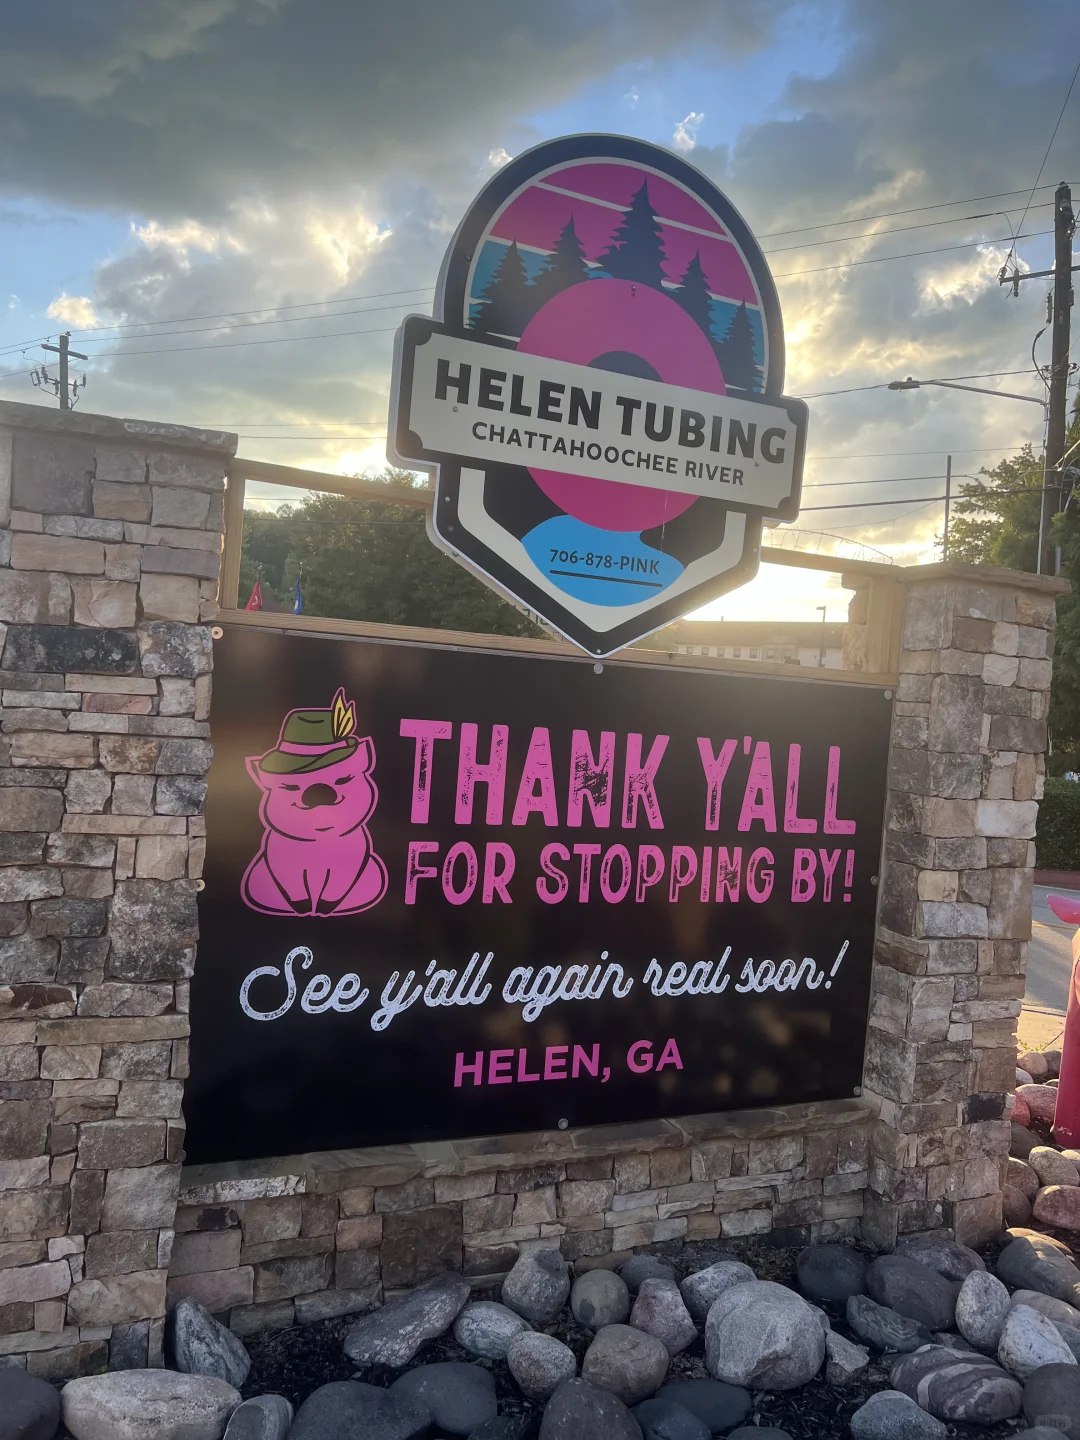 HELEN TUBING
CHATTAHOOCHEE RIVER
706-878-PINK
THANK Y'ALL
FOR STOPPING BY!
See y'all again real soon!
HELEN, GA